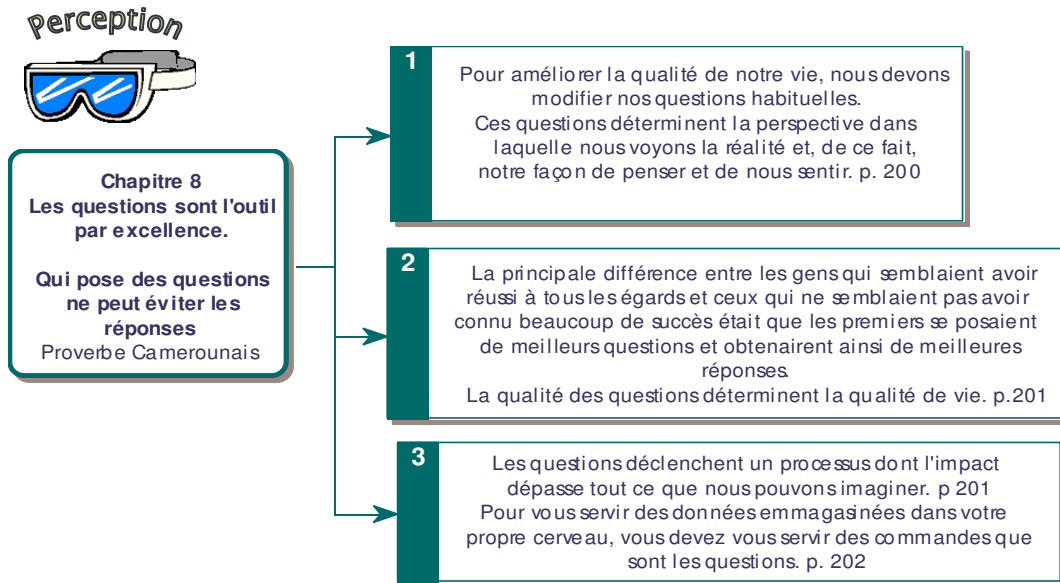 Perception
Chapitre 8
Les questions sont l'outil
par excellence.
Qui pose des questions
ne peut éviter les
réponses
Proverbe Camerounais
1
Pour améliorer la qualité de notre vie, nous devons
modifier nos questions habituelles.
Ces questions déterminent la perspective dans
laquelle nous voyons la réalité et, de ce fait,
notre façon de penser et de nous sentir. p. 200
2
La principale différence entre les gens qui semblaient avoir
réussi à tous les égards et ceux qui ne semblaient pas avoir
connu beaucoup de succès était que les premiers se posaient
de meilleurs questions et obtenairent ainsi de meilleures
réponses.
La qualité des questions déterminent la qualité de vie. p.201
3
Les questions déclenchent un processus dont l'impact
dépasse tout ce que nous pouvons imaginer. p 201
Pour vous servir des données emmagasinées dans votre
propre cerveau, vous devez vous servir des commandes que
sont les questions. p. 202